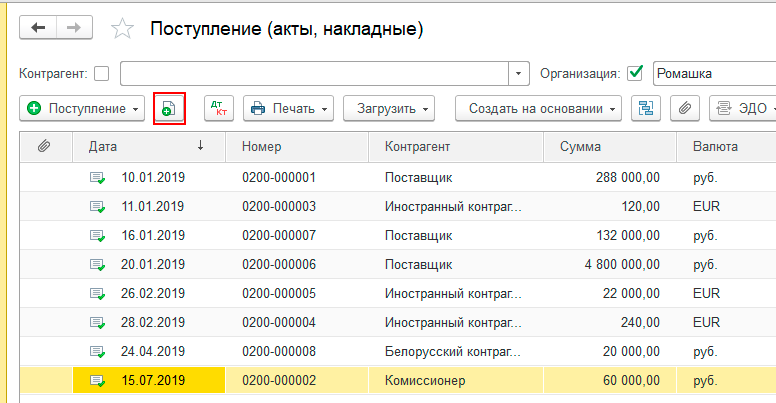 Поступление (акты, накладные)
Контрагент: Организация: Ромашка
Поступление Дт Кт Печать Загрузить Создать на основании ЭДО
Дата ↓ Номер Контрагент Сумма Валюта
10.01.2019 0200-000001 Поставщик 288 000,00 руб.
11.01.2019 0200-000003 Иностранный контраг... 120,00 EUR
16.01.2019 0200-000007 Поставщик 132 000,00 руб.
20.01.2019 0200-000006 Поставщик 4 800 000,00 руб.
26.02.2019 0200-000005 Иностранный контраг... 22 000,00 EUR
28.02.2019 0200-000004 Иностранный контраг... 240,00 EUR
24.04.2019 0200-000008 Белорусский контраг... 20 000,00 руб.
15.07.2019 0200-000002 Комиссионер 60 000,00 руб.